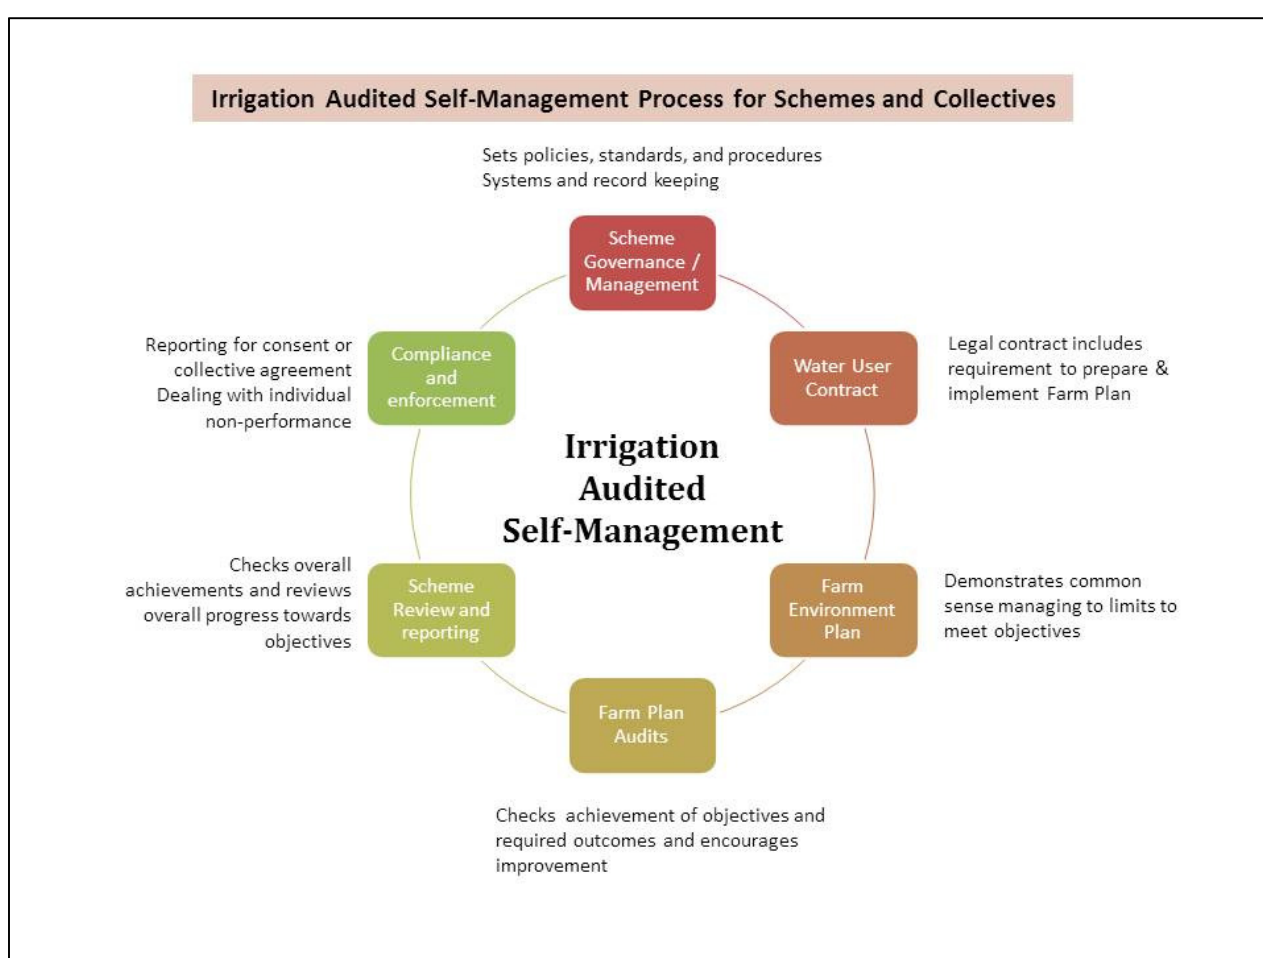 Irrigation Audited Self-Management Process for Schemes and Collectives
Sets policies, standards, and procedures
Systems and record keeping
Scheme
Governance /
Management
Water User
Contract
Legal contract includes
requirement to prepare &
implement Farm Plan
Farm
Environment
Plan
Demonstrates common
sense managing to limits to
meet objectives
Farm Plan
Audits
Checks achievement of objectives and
required outcomes and encourages
improvement
Scheme
Review and
reporting
Checks overall
achievements and reviews
overall progress towards
objectives
Compliance
and
enforcement
Reporting for consent or
collective agreement
Dealing with individual
non-performance
Irrigation
Audited
Self-Management